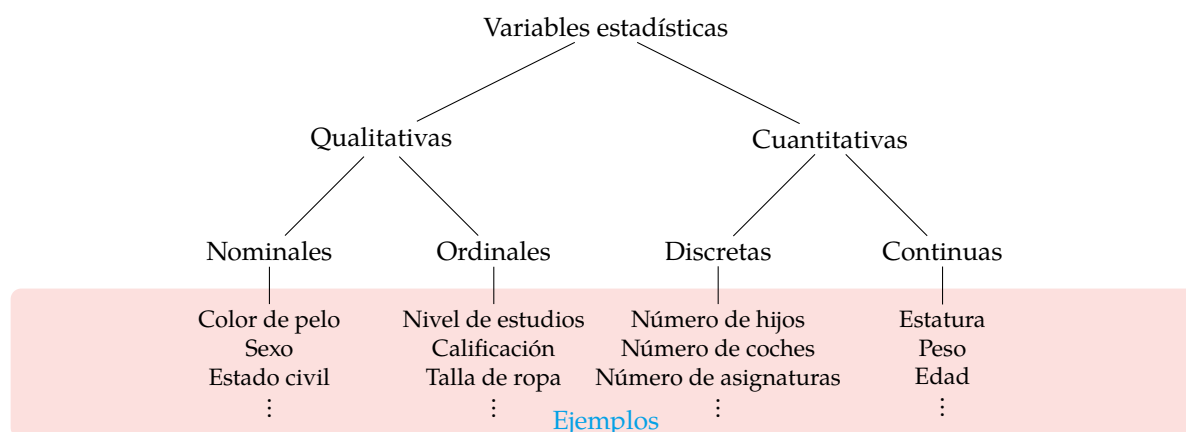 Variables estadísticas
Qualitativas
Cuantitativas
Nominales
Ordinales
Discretas
Continuas
Color de pelo
Sexo
Estado civil
⋮
Nivel de estudios
Calificación
Talla de ropa
⋮
Número de hijos
Número de coches
Número de asignaturas
⋮
Estatura
Peso
Edad
⋮
Ejemplos